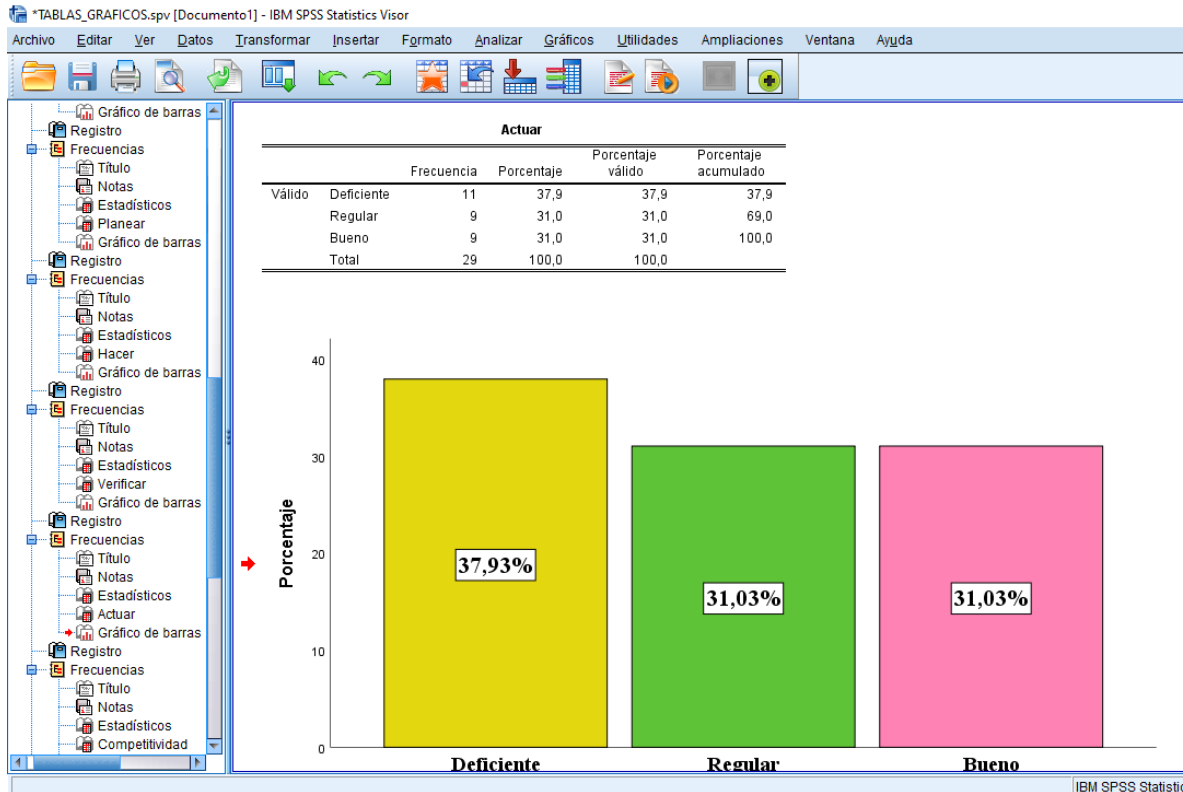 *TABLAS_GRAFICOS.spv [Documento1] - IBM SPSS Statistics Visor
Archivo Editar Ver Datos Transformar Insertar Formato Analizar Gráficos Utilidades Ampliaciones Ventana Ayuda
Gráfico de barras
Registro
Frecuencias
Título
Notas
Estadísticos
Planear
Gráfico de barras
Registro
Frecuencias
Título
Notas
Estadísticos
Hacer
Gráfico de barras
Registro
Frecuencias
Título
Notas
Estadísticos
Verificar
Gráfico de barras
Registro
Frecuencias
Título
Notas
Estadísticos
Actuar
Gráfico de barras
Registro
Frecuencias
Título
Notas
Estadísticos
Competitividad
Actuar
Frecuencia Porcentaje Porcentaje válido Porcentaje acumulado
Válido Deficiente 11 37,9 37,9 37,9
Regular 9 31,0 31,0 69,0
Bueno 9 31,0 31,0 100,0
Total 29 100,0 100,0
Porcentaje
40
30
20
10
0
37,93%
31,03%
31,03%
Deficiente Regular Bueno
IBM SPSS Statistic